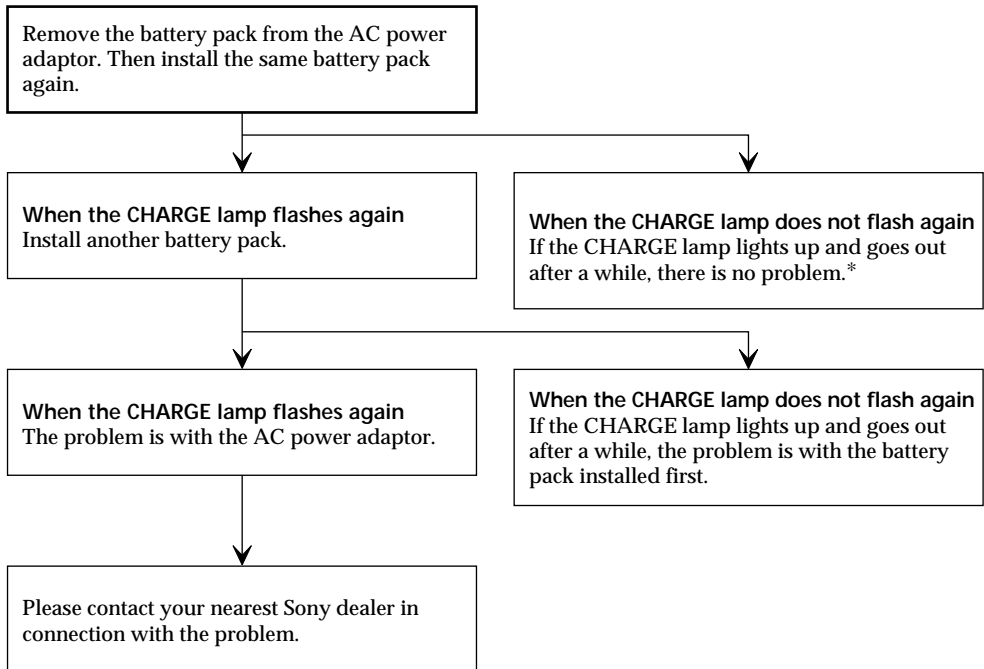 Remove the battery pack from the AC power
adaptor. Then install the same battery pack
again.
When the CHARGE lamp flashes again
Install another battery pack.
When the CHARGE lamp does not flash again
If the CHARGE lamp lights up and goes out
after a while, there is no problem.*
When the CHARGE lamp flashes again
The problem is with the AC power adaptor.
When the CHARGE lamp does not flash again
If the CHARGE lamp lights up and goes out
after a while, the problem is with the battery
pack installed first.
Please contact your nearest Sony dealer in
connection with the problem.